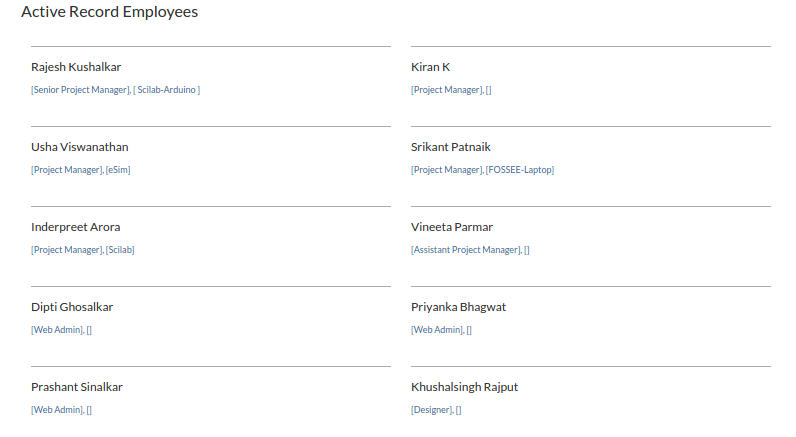 Active Record Employees
Rajesh Kushalkar
[Senior Project Manager], [ Scilab-Arduino ]
Kiran K
[Project Manager], []
Usha Viswanathan
[Project Manager], [eSim]
Srikant Patnaik
[Project Manager], [FOSSEE-Laptop]
Inderpreet Arora
[Project Manager], [Scilab]
Vineeta Parmar
[Assistant Project Manager], []
Dipti Ghosalkar
[Web Admin], []
Priyanka Bhagwat
[Web Admin], []
Prashant Sinalkar
[Web Admin], []
Khushalsingh Rajput
[Designer], []